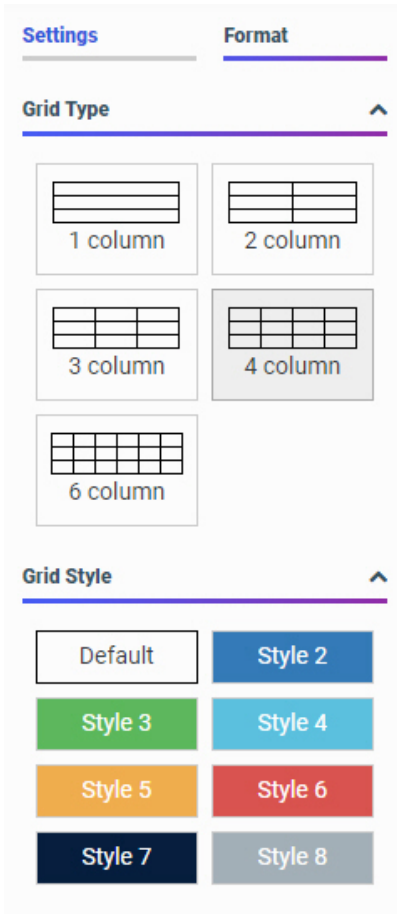 Settings Format
Grid Type
1 column 2 column
3 column 4 column
6 column
Grid Style
Default Style 2
Style 3 Style 4
Style 5 Style 6
Style 7 Style 8